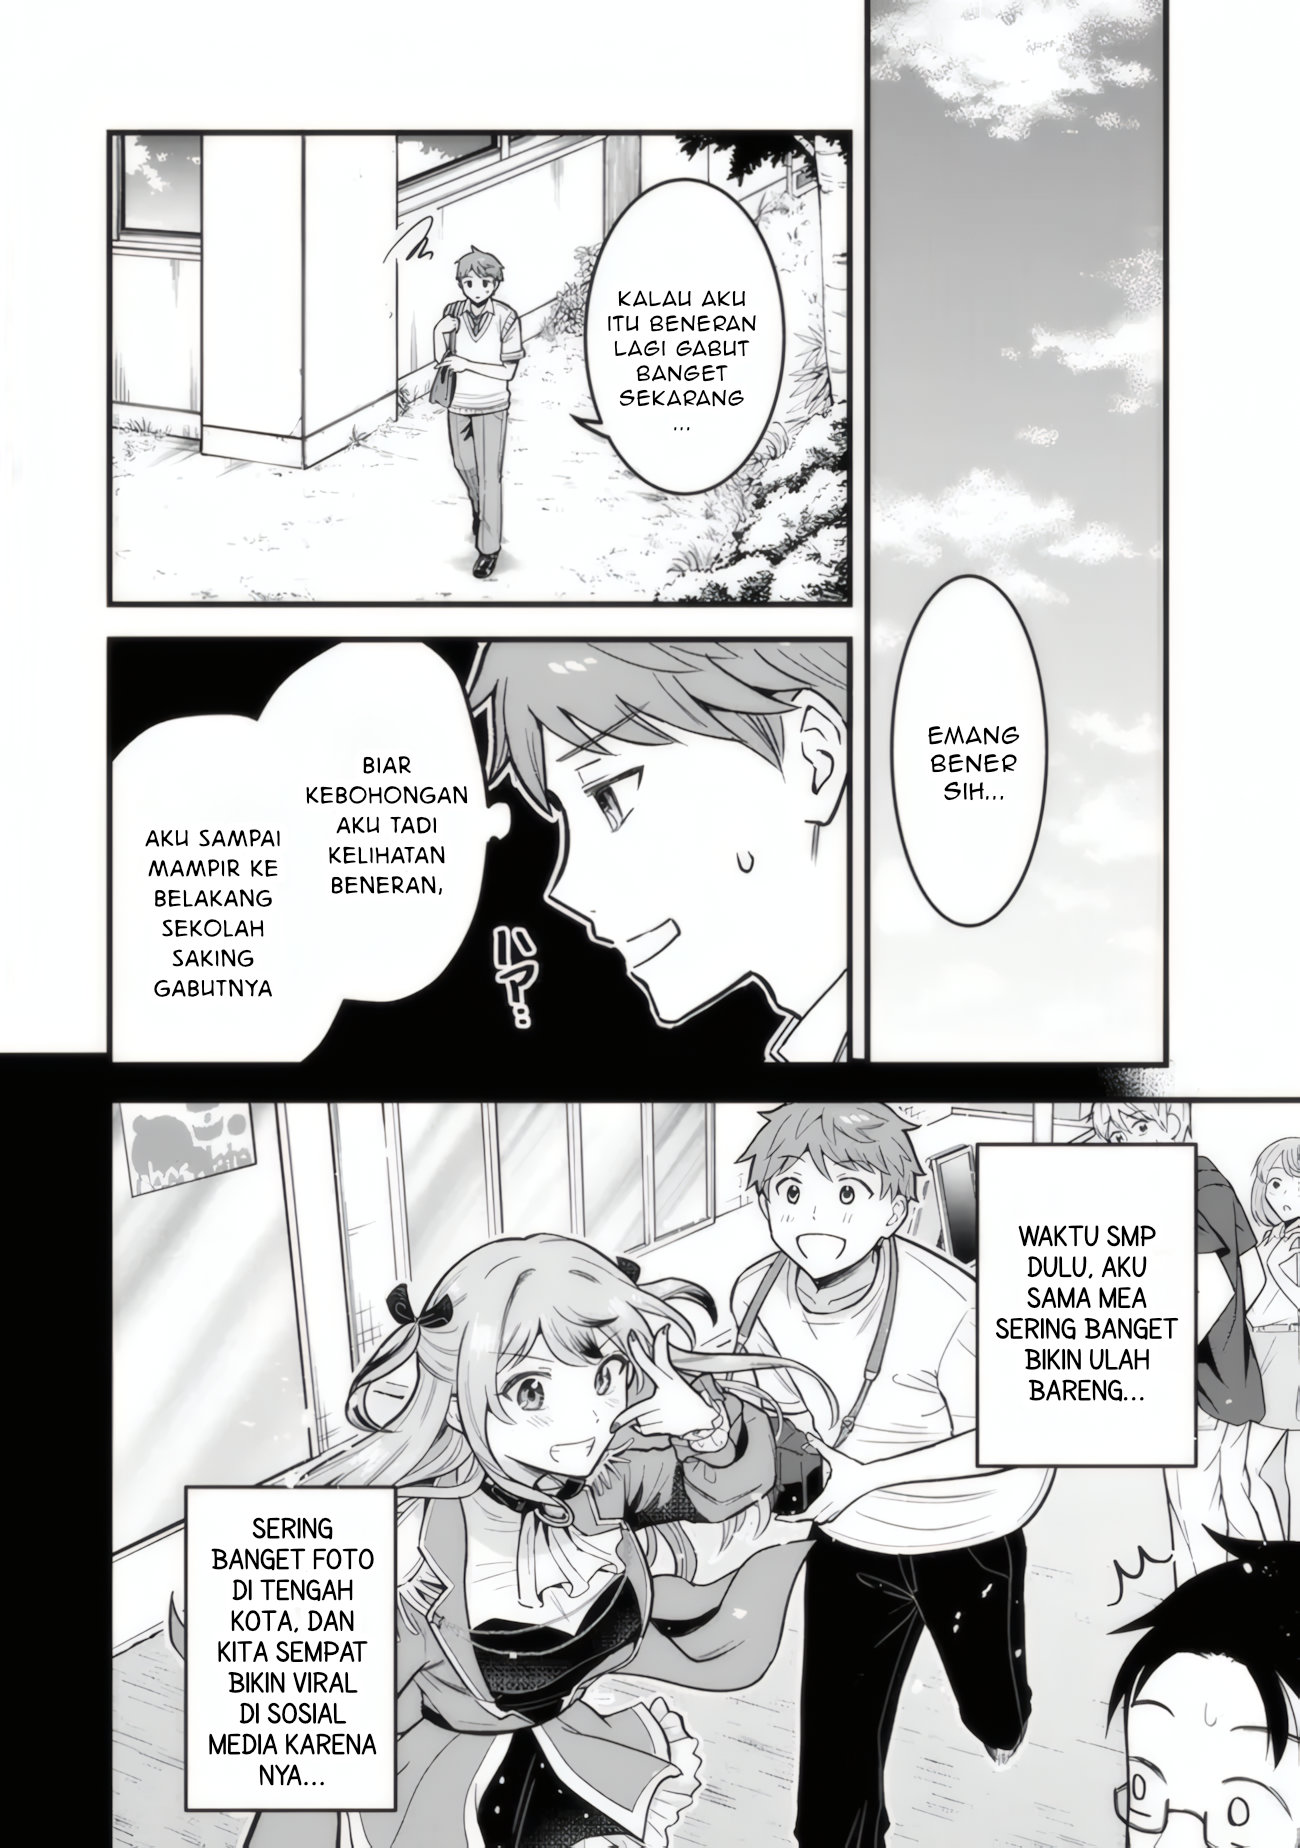 EMANG
BENER
SIH...
KALAU AKU
ITU BENERAN
LAGI GABUT
BANGET
SEKARANG
...
BIAR
KEBOHONGAN
AKU TADI
KELIHATAN
BENERAN,
AKU SAMPAI
MAMPIR KE
BELAKANG
SEKOLAH
SAKING
GABUTNYA
ハァ…
WAKTU SMP
DULU, AKU
SAMA MEA
SERING BANGET
BIKIN ULAH
BARENG...
SERING
BANGET FOTO
DI TENGAH
KOTA, DAN
KITA SEMPAT
BIKIN VIRAL
DI SOSIAL
MEDIA KARENA
NYA...